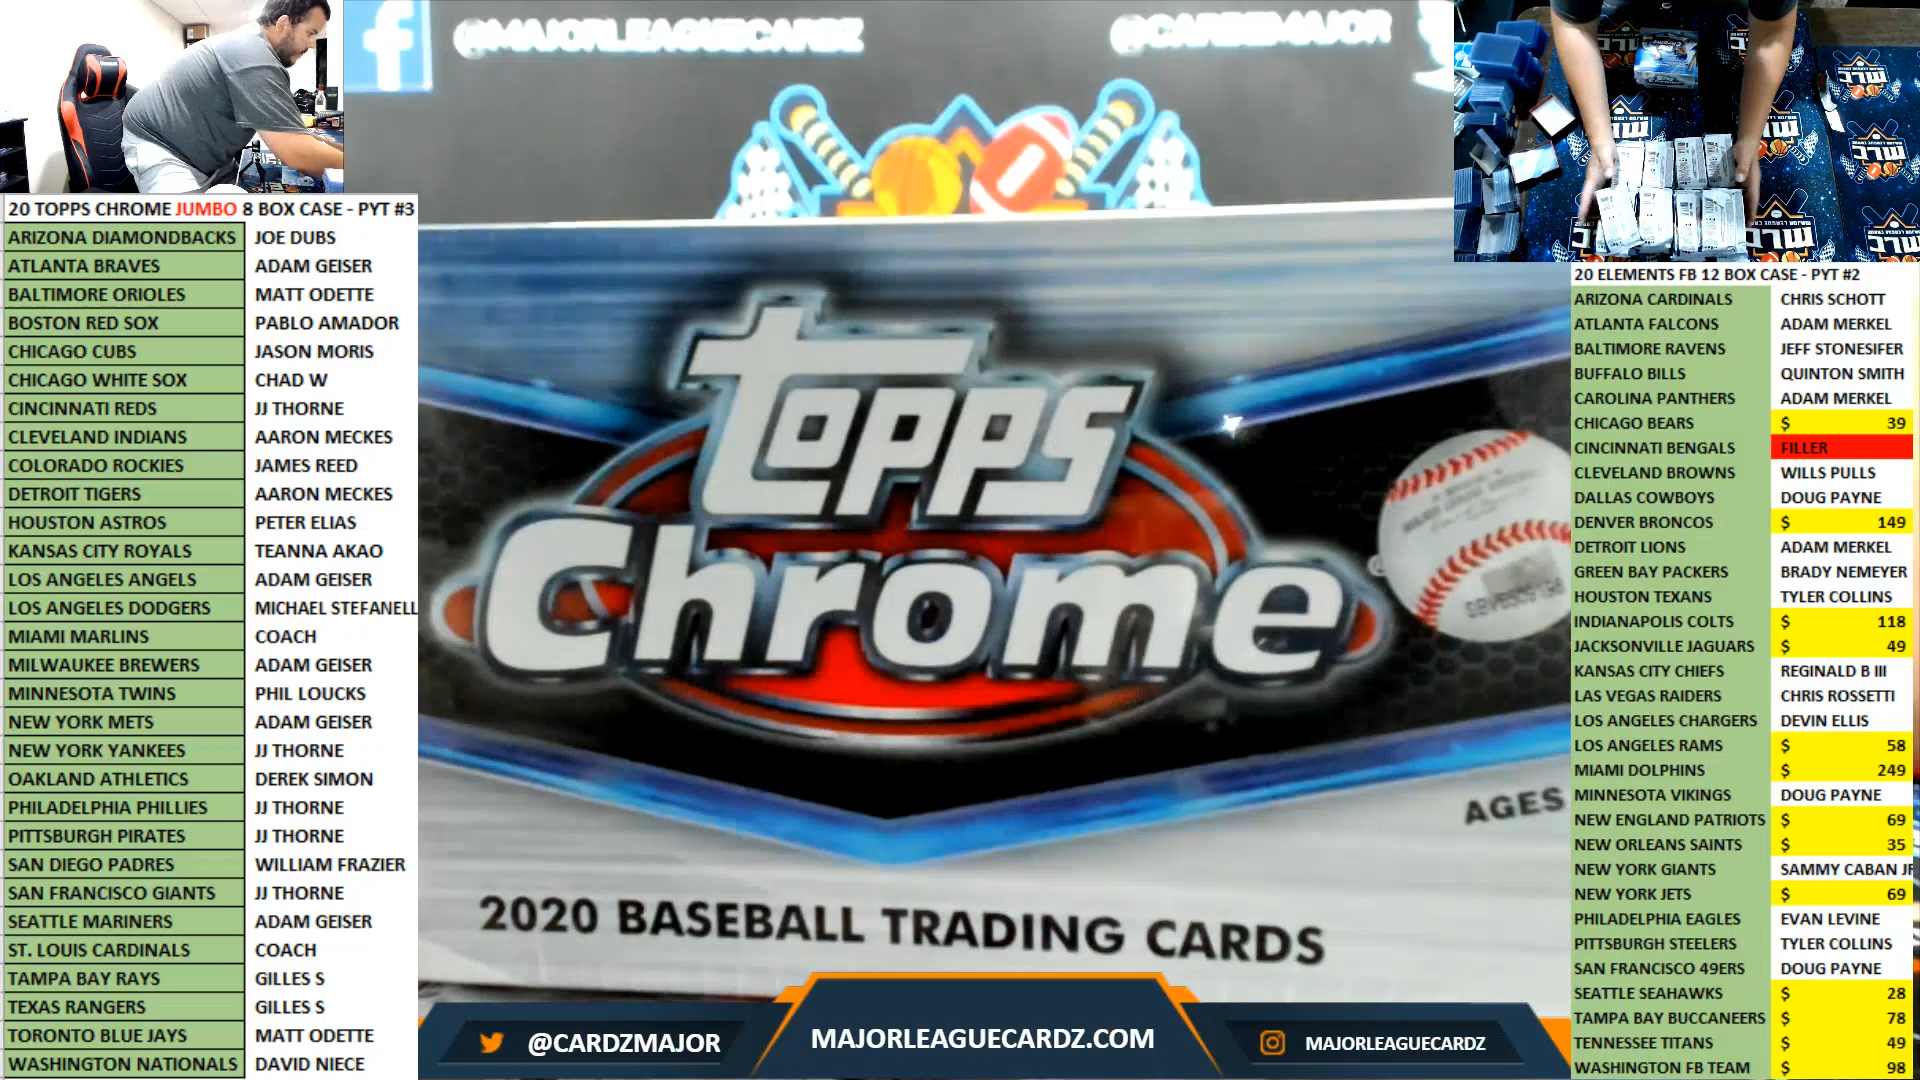 @MAJORLEAGUECARDZ
@CARDZMAJOR
20 TOPPS CHROME JUMBO 8 BOX CASE - PYT #3
ARIZONA DIAMONDBACKS JOE DUBS
ATLANTA BRAVES ADAM GEISER
BALTIMORE ORIOLES MATT ODETTE
BOSTON RED SOX PABLO AMADOR
CHICAGO CUBS JASON MORIS
CHICAGO WHITE SOX CHAD W
CINCINNATI REDS JJ THORNE
CLEVELAND INDIANS AARON MECKES
COLORADO ROCKIES JAMES REED
DETROIT TIGERS AARON MECKES
HOUSTON ASTROS PETER ELIAS
KANSAS CITY ROYALS TEANNA AKAO
LOS ANGELES ANGELS ADAM GEISER
LOS ANGELES DODGERS MICHAEL STEFANELL
MIAMI MARLINS COACH
MILWAUKEE BREWERS ADAM GEISER
MINNESOTA TWINS PHIL LOUCKS
NEW YORK METS ADAM GEISER
NEW YORK YANKEES JJ THORNE
OAKLAND ATHLETICS DEREK SIMON
PHILADELPHIA PHILLIES JJ THORNE
PITTSBURGH PIRATES JJ THORNE
SAN DIEGO PADRES WILLIAM FRAZIER
SAN FRANCISCO GIANTS JJ THORNE
SEATTLE MARINERS ADAM GEISER
ST. LOUIS CARDINALS COACH
TAMPA BAY RAYS GILLES S
TEXAS RANGERS GILLES S
TORONTO BLUE JAYS MATT ODETTE
WASHINGTON NATIONALS DAVID NIECE
topps
Chrome
AGES
2020 BASEBALL TRADING CARDS
@CARDZMAJOR
MAJORLEAGUECARDZ.COM
MAJORLEAGUECARDZ
20 ELEMENTS FB 12 BOX CASE - PYT #2
ARIZONA CARDINALS CHRIS SCHOTT
ATLANTA FALCONS ADAM MERKEL
BALTIMORE RAVENS JEFF STONESIFER
BUFFALO BILLS QUINTON SMITH
CAROLINA PANTHERS ADAM MERKEL
CHICAGO BEARS $ 39
CINCINNATI BENGALS FILLER
CLEVELAND BROWNS WILLS PULLS
DALLAS COWBOYS DOUG PAYNE
DENVER BRONCOS $ 149
DETROIT LIONS ADAM MERKEL
GREEN BAY PACKERS BRADY NEMEYER
HOUSTON TEXANS TYLER COLLINS
INDIANAPOLIS COLTS $ 118
JACKSONVILLE JAGUARS $ 49
KANSAS CITY CHIEFS REGINALD B III
LAS VEGAS RAIDERS CHRIS ROSSETTI
LOS ANGELES CHARGERS DEVIN ELLIS
LOS ANGELES RAMS $ 58
MIAMI DOLPHINS $ 249
MINNESOTA VIKINGS DOUG PAYNE
NEW ENGLAND PATRIOTS $ 69
NEW ORLEANS SAINTS $ 35
NEW YORK GIANTS SAMMY CABAN JR
NEW YORK JETS $ 69
PHILADELPHIA EAGLES EVAN LEVINE
PITTSBURGH STEELERS TYLER COLLINS
SAN FRANCISCO 49ERS DOUG PAYNE
SEATTLE SEAHAWKS $ 28
TAMPA BAY BUCCANEERS $ 78
TENNESSEE TITANS $ 49
WASHINGTON FB TEAM $ 98